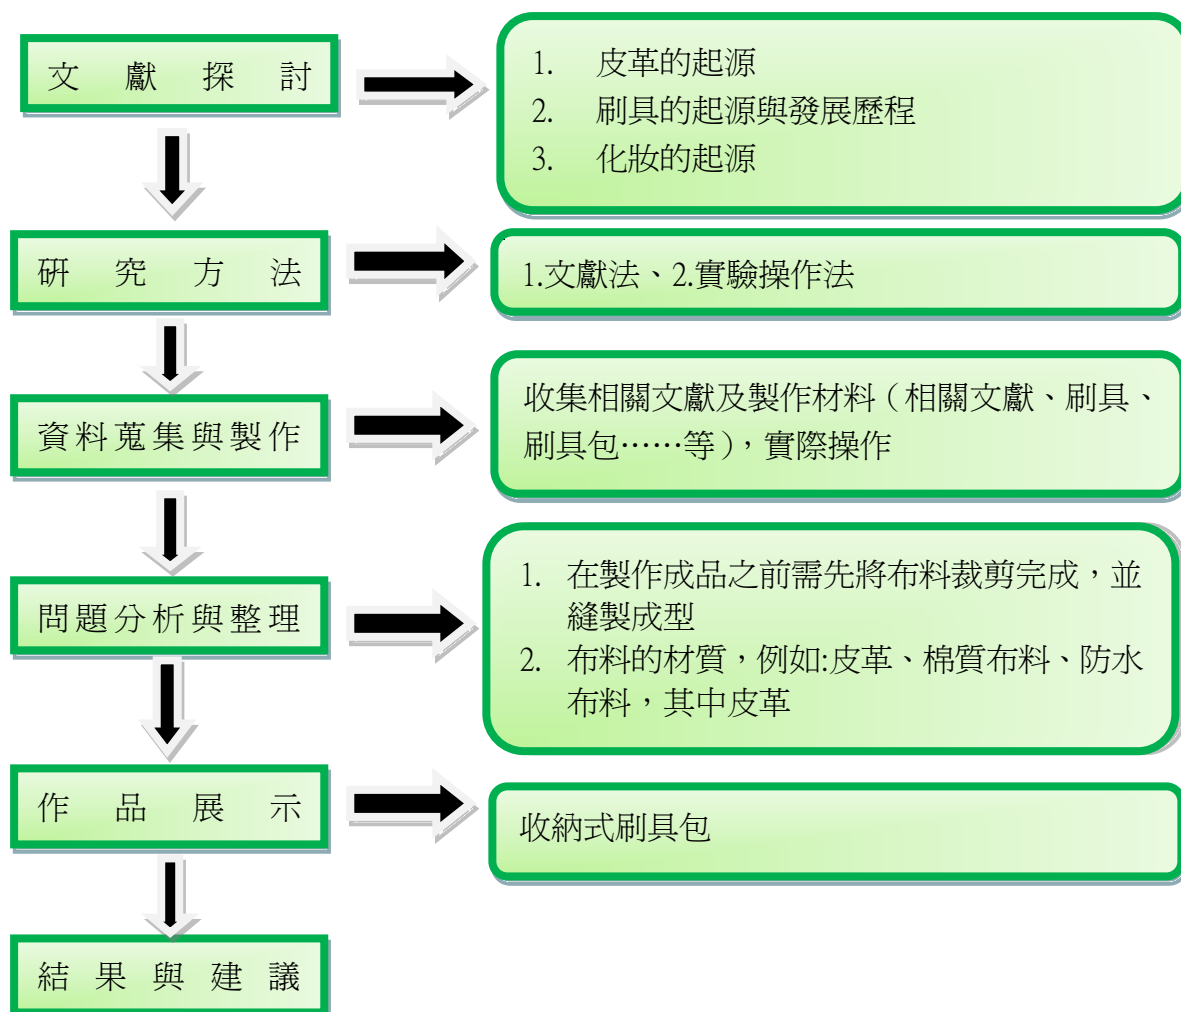 文獻探討
1. 皮革的起源
2. 刷具的起源與發展歷程
3. 化妝的起源
研究方法
1.文獻法、2.實驗操作法
資料蒐集與製作
收集相關文獻及製作材料（相關文獻、刷具、
刷具包……等），實際操作
問題分析與整理
1. 在製作成品之前需先將布料裁剪完成，並
縫製成型
2. 布料的材質，例如:皮革、棉質布料、防水
布料，其中皮革
作品展示
收納式刷具包
結果與建議